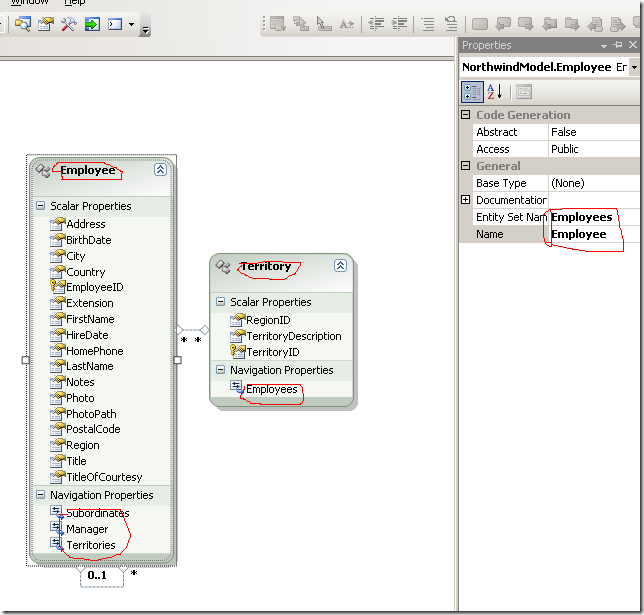 Window Help
Properties
NorthwindModel.Employee
Code Generation
Abstract False
Access Public
General
Base Type (None)
Documentation
Entity Set Nam Employees
Name Employee
Employee
Scalar Properties
Address
BirthDate
City
Country
EmployeeID
Extension
FirstName
HireDate
HomePhone
LastName
Notes
Photo
PhotoPath
PostalCode
Region
Title
TitleOfCourtesy
Navigation Properties
Subordinates
Manager
Territories
0..1 *
* *
Territory
Scalar Properties
RegionID
TerritoryDescription
TerritoryID
Navigation Properties
Employees